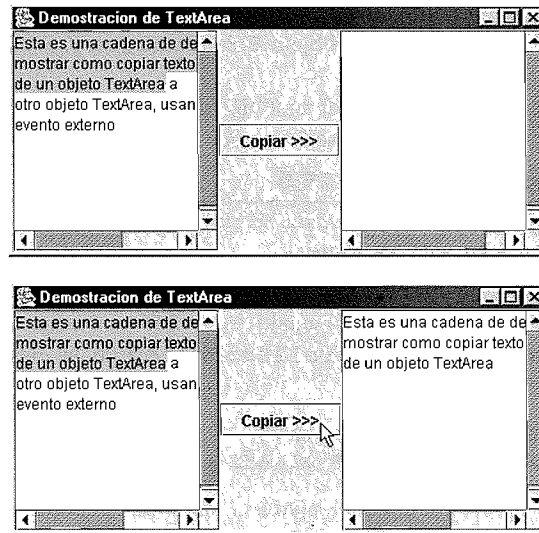 Demostracion de TextArea
Esta es una cadena de de
mostrar como copiar texto
de un objeto TextArea a
otro objeto TextArea, usan
evento externo
Copiar >>>
Demostracion de TextArea
Esta es una cadena de de
mostrar como copiar texto
de un objeto TextArea a
otro objeto TextArea, usan
evento externo
Copiar >>>
Esta es una cadena de de
mostrar como copiar texto
de un objeto TextArea